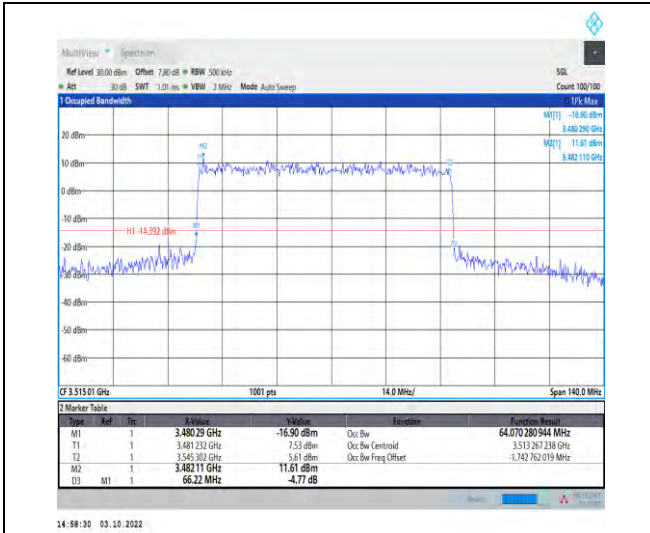 MultiView Spectrum
Ref Level 30.00 dBm Offset 7.80 dB RBW 500 kHz SGL
Att 30 dB SWT 1.01 ms VBW 2 MHz Mode Auto Sweep Count 100/100
1 Occupied Bandwidth 1Pk Max
M1[1] -16.90 dBm
3.480 290 GHz
M2[1] 11.61 dBm
3.482 110 GHz
20 dBm
M2
10 dBm
0 dBm
-10 dBm
H1 -14.392 dBm
M1
-20 dBm
-30 dBm
-40 dBm
-50 dBm
-60 dBm
CF 3.515 01 GHz 1001 pts 14.0 MHz/ Span 140.0 MHz
2 Marker Table
Type Ref Trc X-Value Y-Value Function Function Result
M1 1 3.480 29 GHz -16.90 dBm Occ Bw 64.070 280 944 MHz
T1 1 3.481 232 GHz 7.53 dBm Occ Bw Centroid 3.513 267 238 GHz
T2 1 3.545 302 GHz 5.61 dBm Occ Bw Freq Offset -1.742 762 019 MHz
M2 1 3.482 11 GHz 11.61 dBm
D3 M1 1 66.22 MHz -4.77 dB
14:58:30 03.10.2022